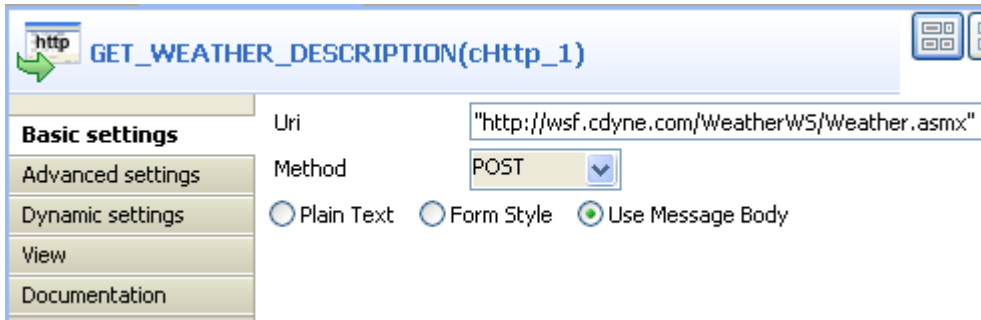 http
GET_WEATHER_DESCRIPTION(cHttp_1)
Basic settings
Advanced settings
Dynamic settings
View
Documentation
Uri "http://wsf.cdyne.com/WeatherWS/Weather.asmx"
Method POST
Plain Text Form Style Use Message Body